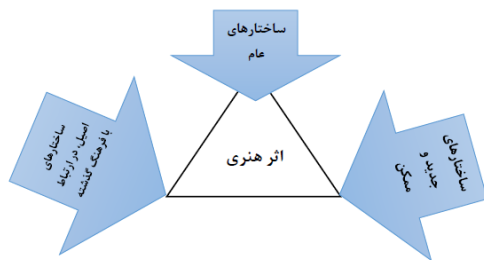 ساختارهای
عام
ساختارهای
اصیل، در ارتباط
با فرهنگ گذشته
اثر هنری
ساختارهای
جدید و
ممکن